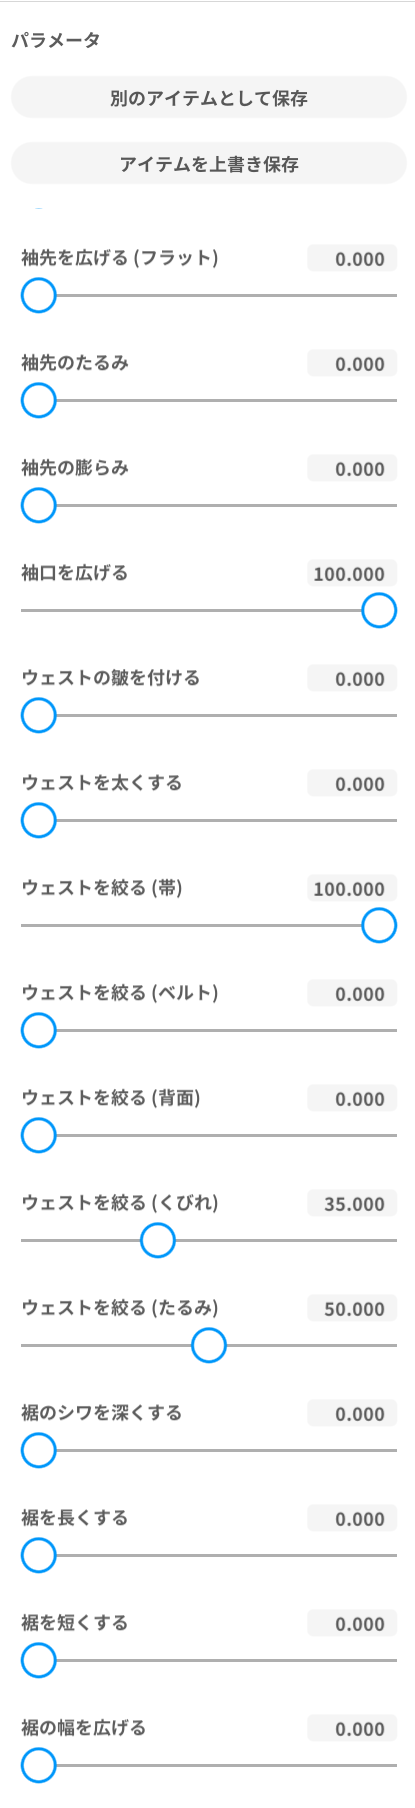 パラメータ
別のアイテムとして保存
アイテムを上書き保存
袖先を広げる (フラット) 0.000
袖先のたるみ 0.000
袖先の膨らみ 0.000
袖口を広げる 100.000
ウェストの皺を付ける 0.000
ウェストを太くする 0.000
ウェストを絞る (帯) 100.000
ウェストを絞る (ベルト) 0.000
ウェストを絞る (背面) 0.000
ウェストを絞る (くびれ) 35.000
ウェストを絞る (たるみ) 50.000
裾のシワを深くする 0.000
裾を長くする 0.000
裾を短くする 0.000
裾の幅を広げる 0.000